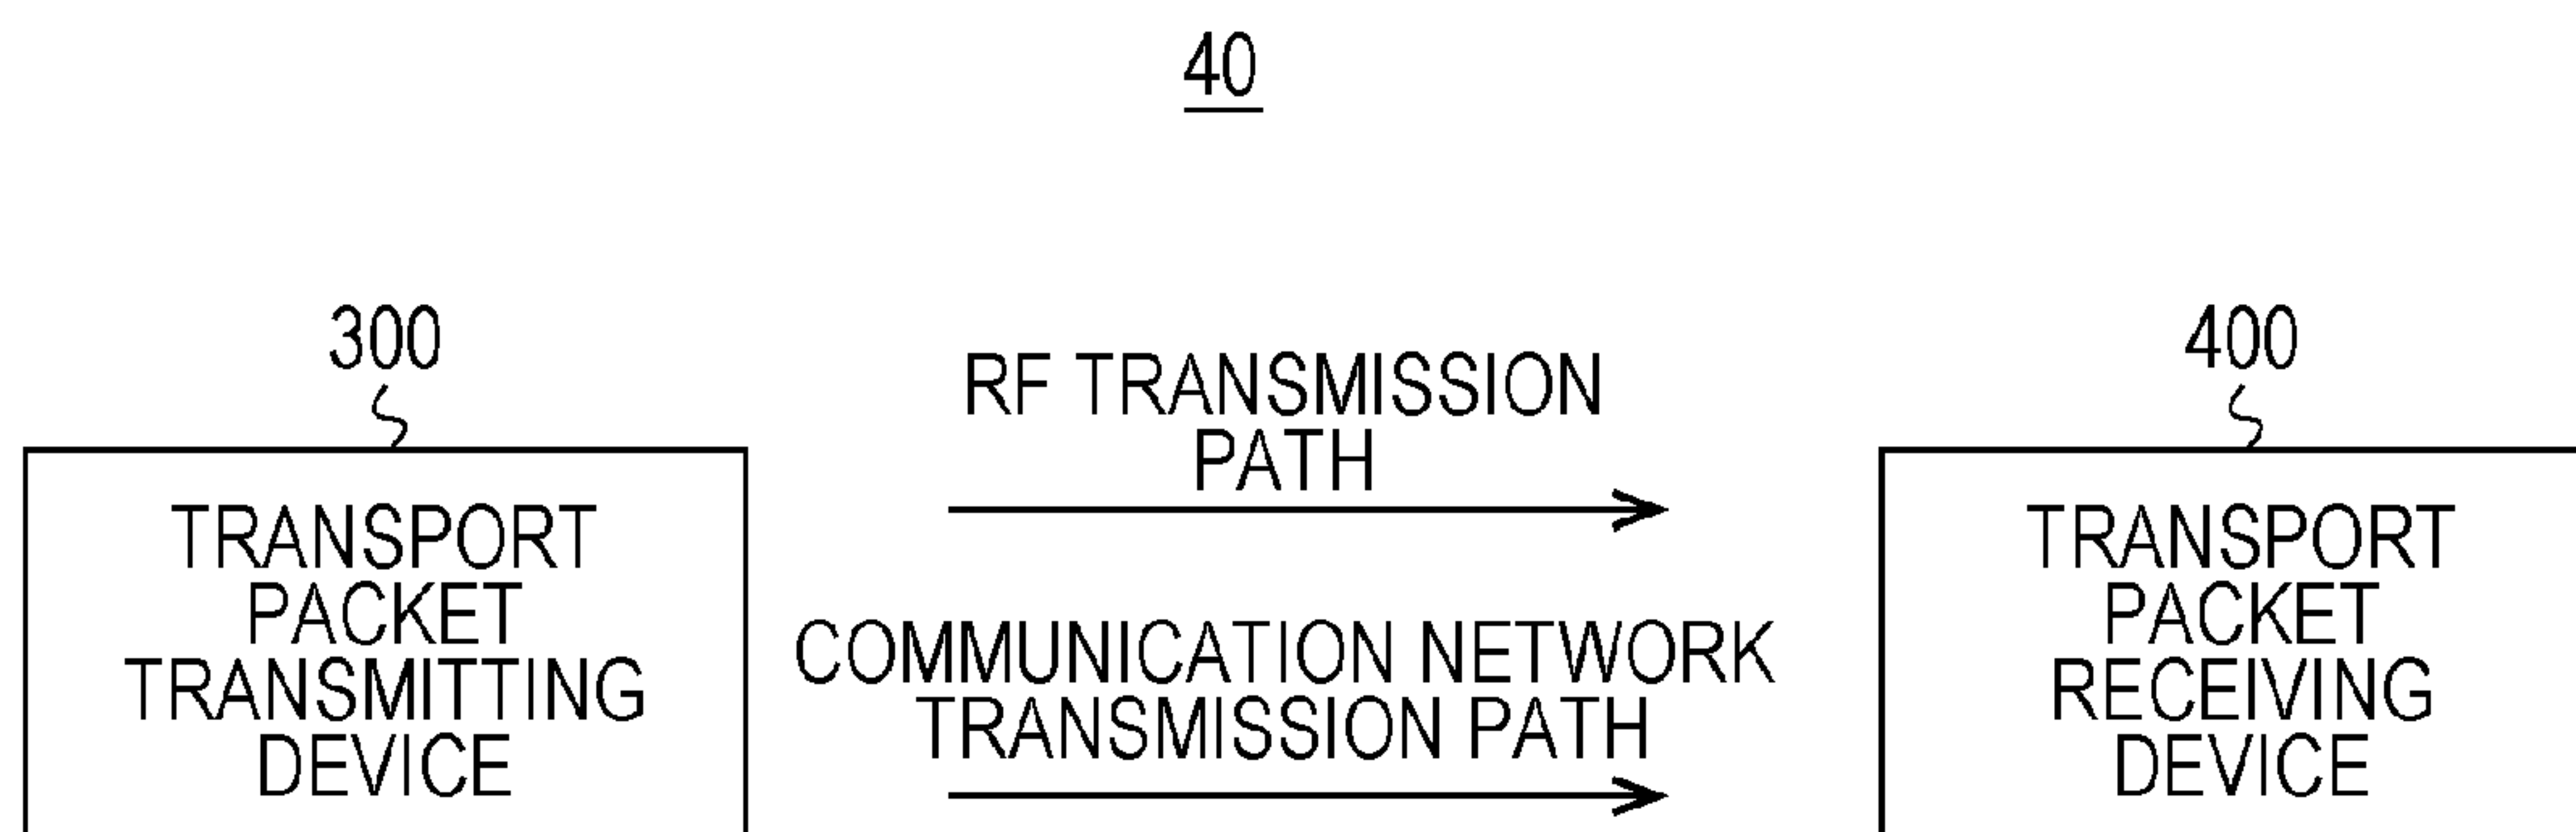 40
300
TRANSPORT
PACKET
TRANSMITTING
DEVICE
RF TRANSMISSION
PATH
COMMUNICATION NETWORK
TRANSMISSION PATH
400
TRANSPORT
PACKET
RECEIVING
DEVICE